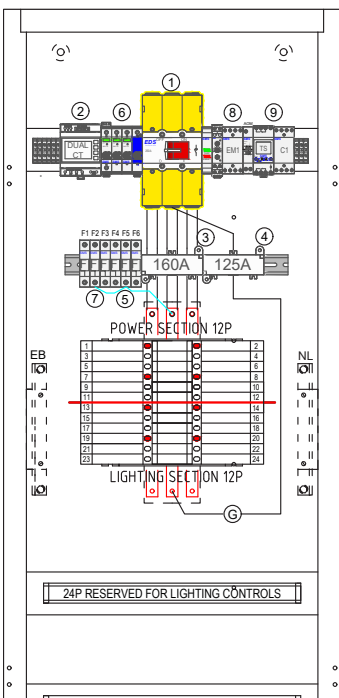 1
2
6
8
9
DUAL
CT
EDS
EM1
TS
C1
F1 F2 F3 F4 F5 F6
3
4
160A
125A
7
5
POWER SECTION 12P
EB
NL
1
2
3
4
5
6
7
8
9
10
11
12
13
14
15
16
17
18
19
20
21
22
23
24
LIGHTING SECTION 12P
G
24P RESERVED FOR LIGHTING CONTROLS